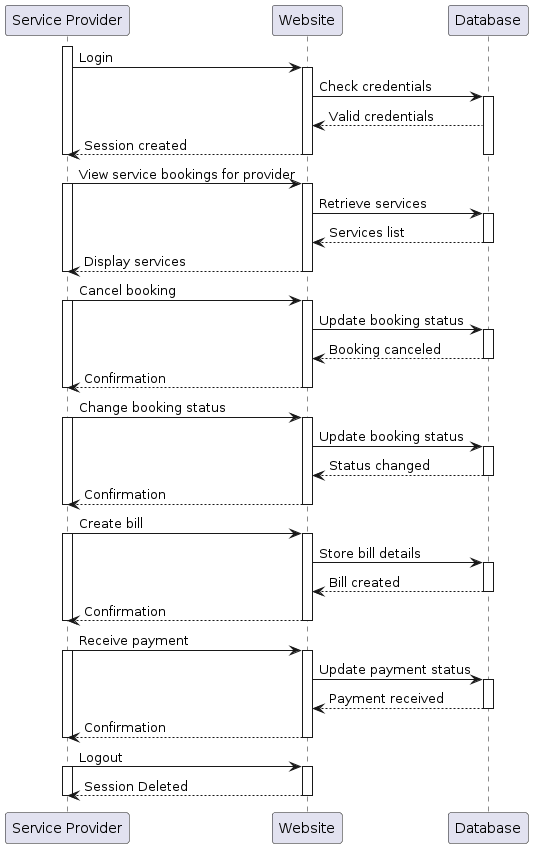 Service Provider
Website
Database
Login
Check credentials
Valid credentials
Session created
View service bookings for provider
Retrieve services
Services list
Display services
Cancel booking
Update booking status
Booking canceled
Confirmation
Change booking status
Update booking status
Status changed
Confirmation
Create bill
Store bill details
Bill created
Confirmation
Receive payment
Update payment status
Payment received
Confirmation
Logout
Session Deleted
Service Provider
Website
Database